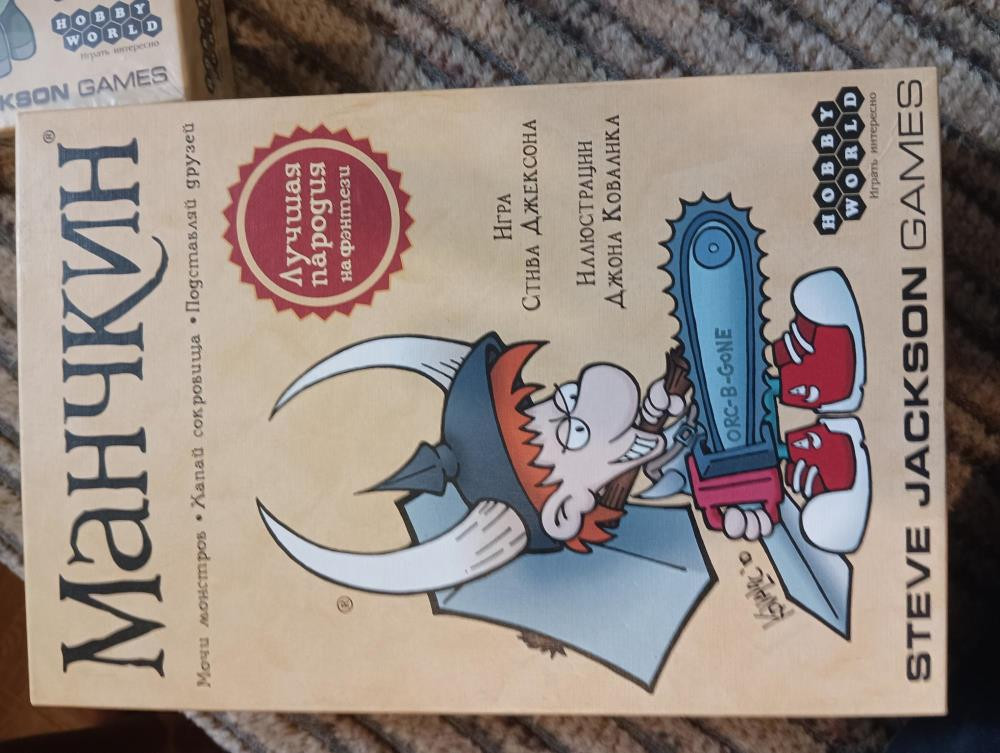 Манчкин®
Мочи монстров • Хапай сокровища • Подставляй друзей
Лучшая
пародия
на фэнтези
Игра
Стива Джексона
Иллюстрации
Джона Ковалика
®
ORC-B-GONE
HOBBY
WORLD
Играть интересно
STEVE JACKSON GAMES
HOBBY
WORLD
Играть интересно
KSON GAMES